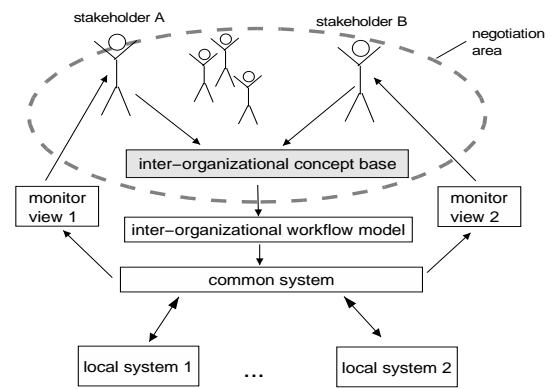 stakeholder A
stakeholder B
negotiation
area
inter-organizational concept base
monitor
view 1
monitor
view 2
inter-organizational workflow model
common system
local system 1
...
local system 2